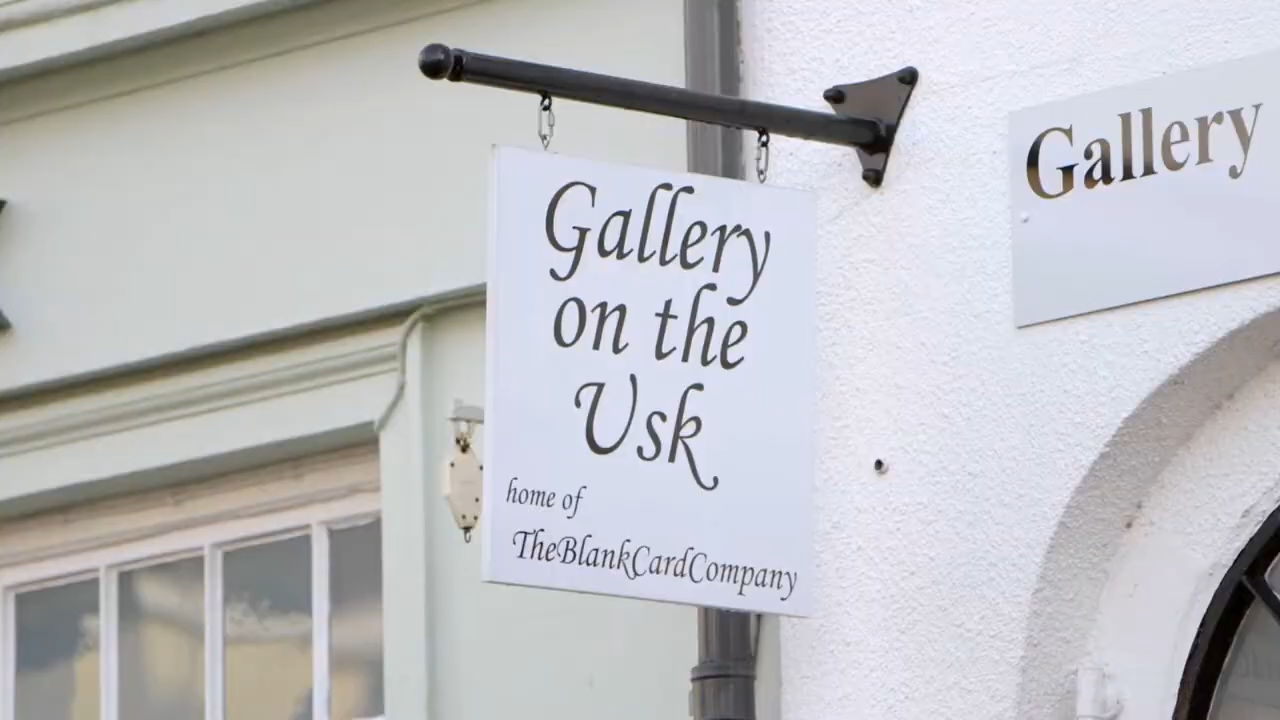 Gallery
on the
Usk
home of
TheBlankCardCompany
Gallery